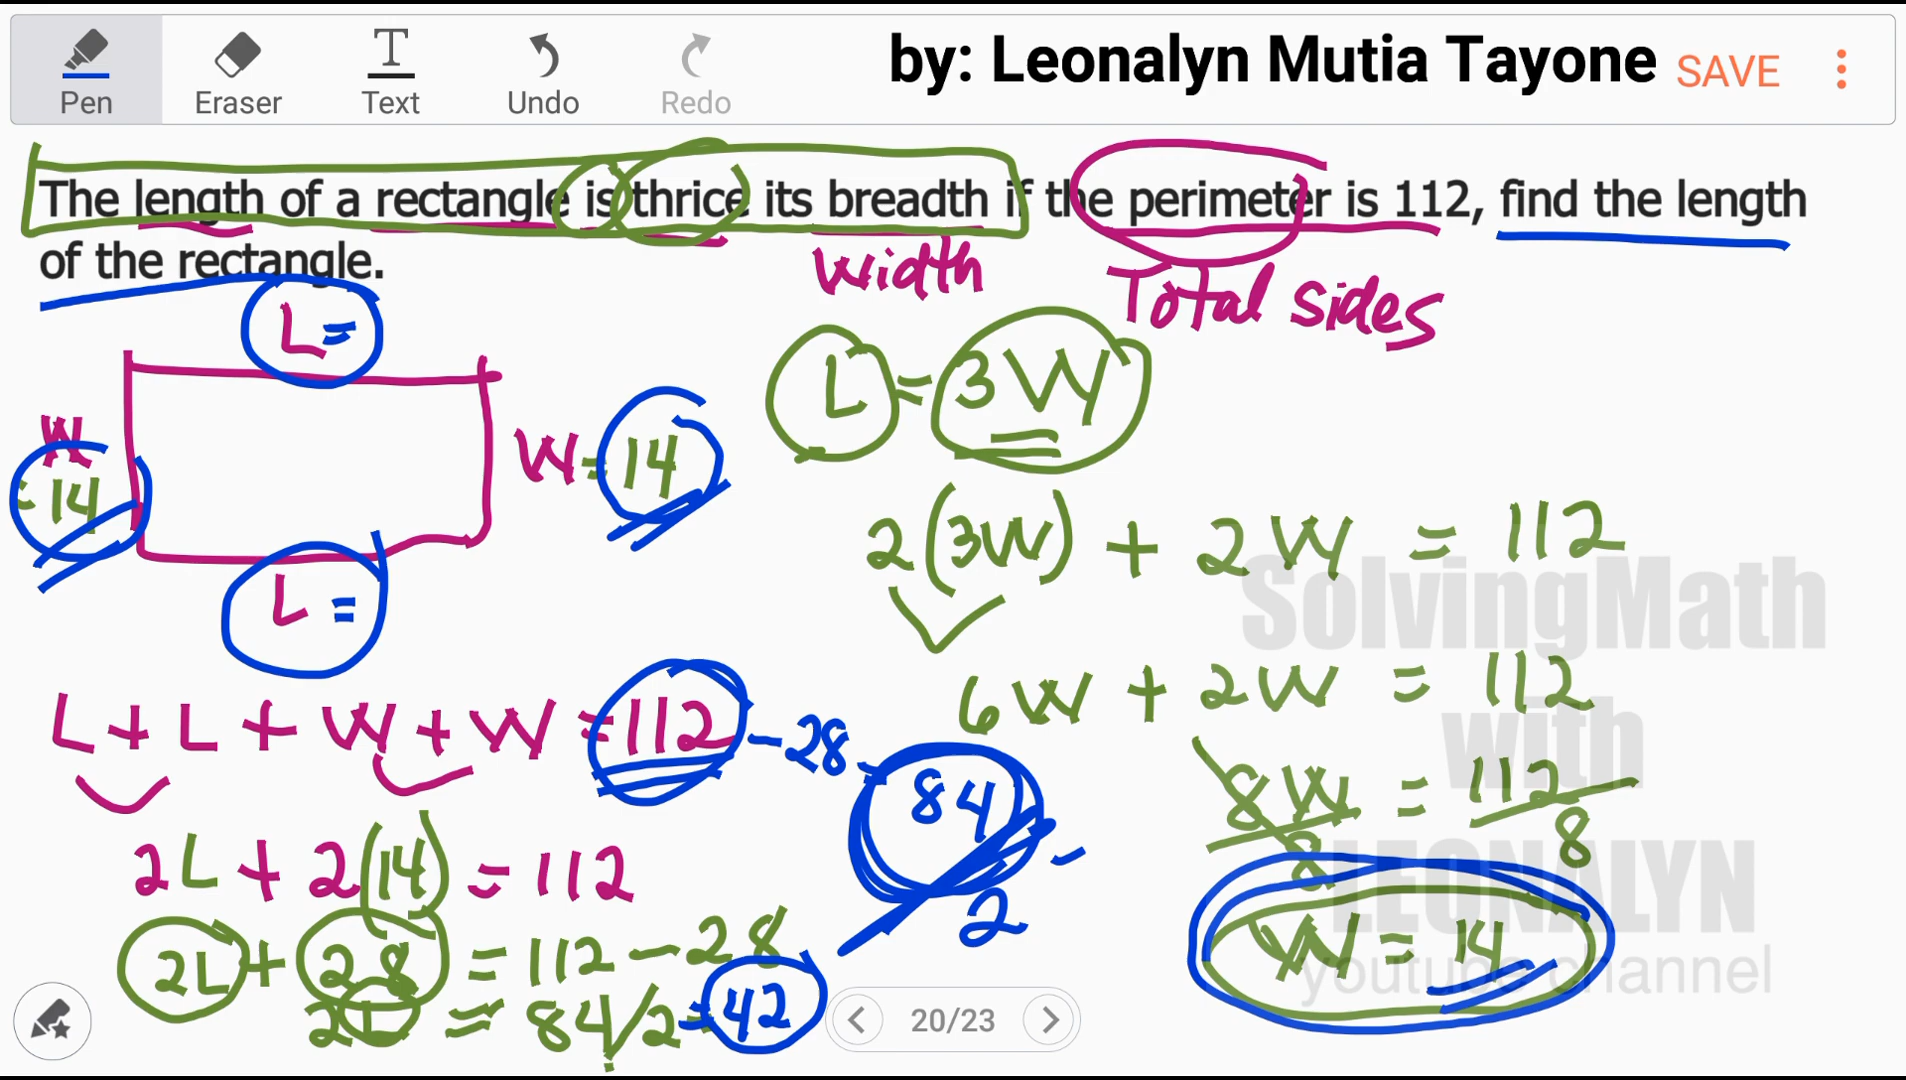 by: Leonalyn Mutia Tayone
SAVE
Pen
Eraser
Text
Undo
Redo
The length of a rectangle is thrice its breadth if the perimeter is 112, find the length
of the rectangle.
width
Total sides
L=
L = 3W
W
= 14
W = 14
2(3W) + 2W = 112
L =
SolvingMath
with
LEONALYN
youtube channel
6W + 2W = 112
L + L + W + W = 112 - 28 =
84
2
8W = 112
8 8
2L + 2(14) = 112
W = 14
2L + 28 = 112 - 28
2L = 84/2 = 42
20/23